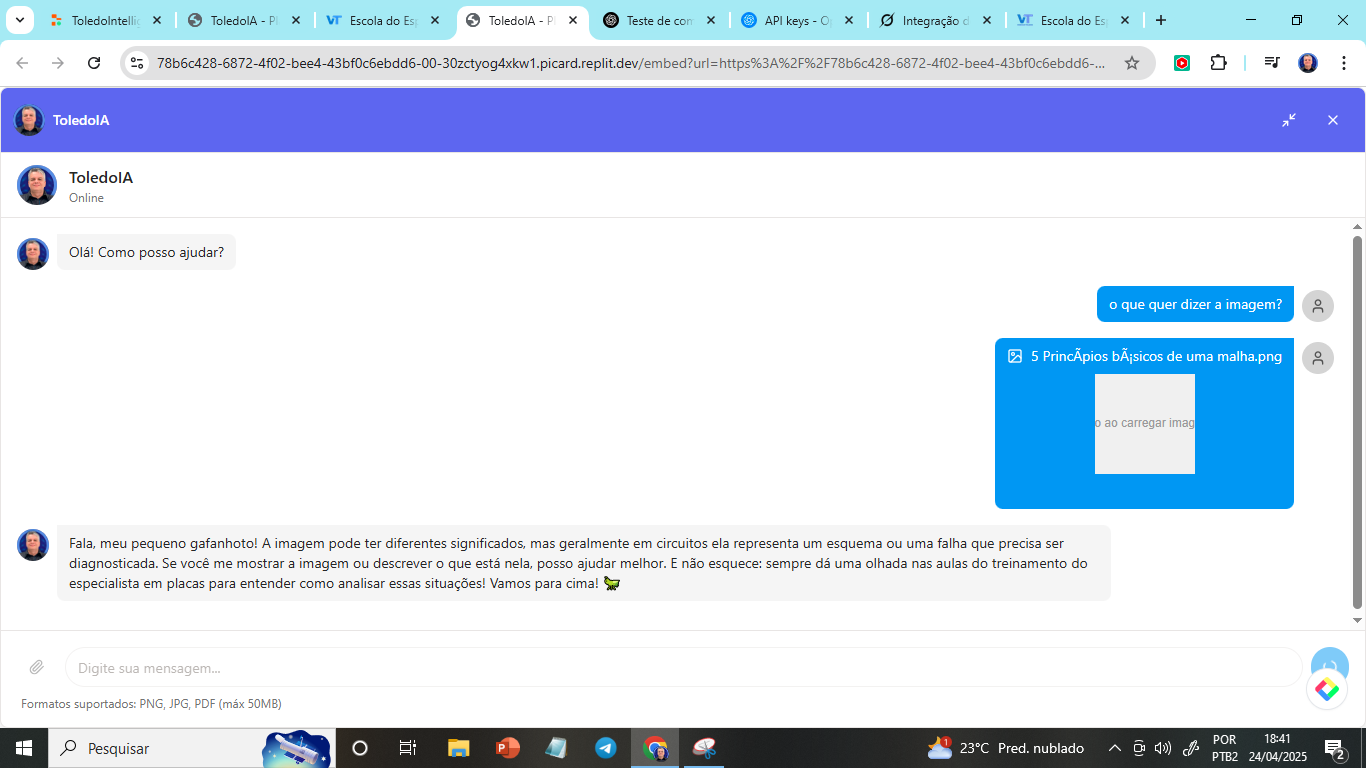 ToledoIntellig
ToledoIA - Pl
Escola do Esp
ToledoIA - Pl
Teste de com
API keys - Op
Integração d
Escola do Esp
78b6c428-6872-4f02-bee4-43bf0c6ebdd6-00-30zctyog4xkw1.picard.replit.dev/embed?url=https%3A%2F%2F78b6c428-6872-4f02-bee4-43bf0c6ebdd6-...
ToledoIA
ToledoIA
Online
Olá! Como posso ajudar?
o que quer dizer a imagem?
5 PrincÃpios bÃ¡sicos de uma malha.png
o ao carregar imag
Fala, meu pequeno gafanhoto! A imagem pode ter diferentes significados, mas geralmente em circuitos ela representa um esquema ou uma falha que precisa ser
diagnosticada. Se você me mostrar a imagem ou descrever o que está nela, posso ajudar melhor. E não esquece: sempre dá uma olhada nas aulas do treinamento do
especialista em placas para entender como analisar essas situações! Vamos para cima!
Digite sua mensagem...
Formatos suportados: PNG, JPG, PDF (máx 50MB)
Pesquisar
1
23°C Pred. nublado
POR
PTB2
18:41
24/04/2025
2